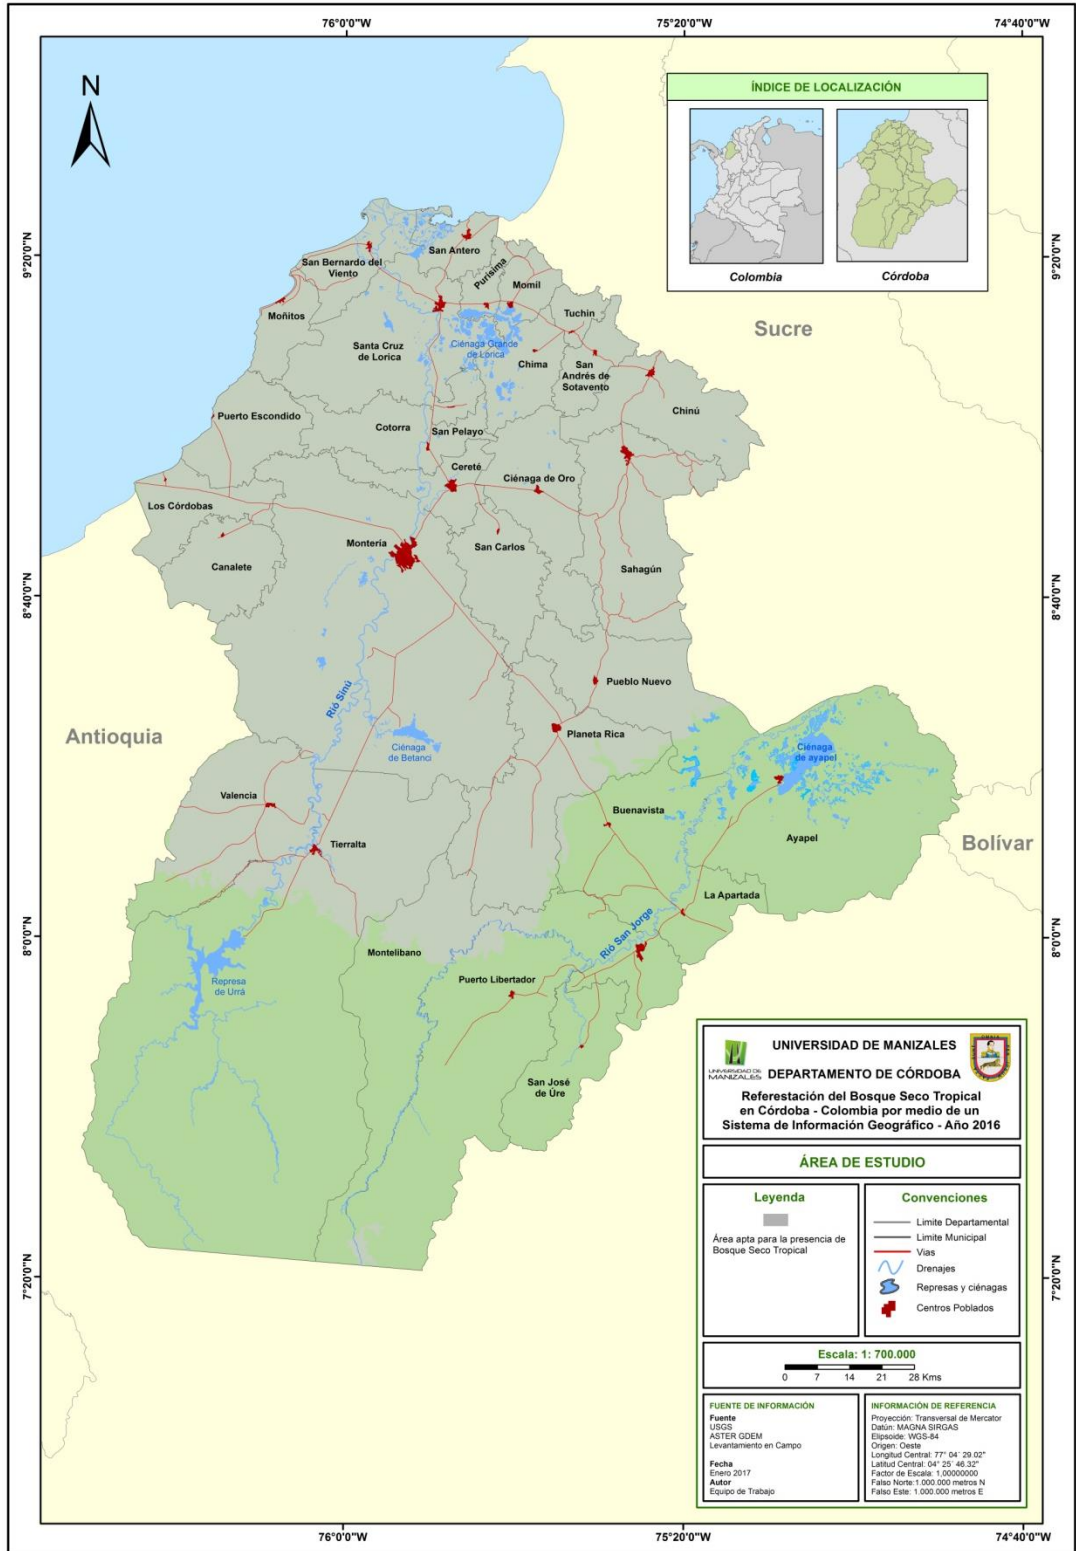 76°0'0"W
75°20'0"W
74°40'0"W
N
ÍNDICE DE LOCALIZACIÓN
Colombia
Córdoba
9°20'0"N
9°20'0"N
San Antero
San Bernardo del
Viento
Purísima
Momil
Moñitos
Tuchín
Sucre
Santa Cruz
de Lorica
Ciénaga Grande
de Lorica
Chima
San
Andrés de
Sotavento
Chinú
Puerto Escondido
Cotorra
San Pelayo
Cereté
Ciénaga de Oro
Los Córdobas
Montería
San Carlos
Canalete
Sahagún
8°40'0"N
8°40'0"N
Rió Sinú
Pueblo Nuevo
Antioquia
Planeta Rica
Ciénaga
de Betanci
Ciénaga
de ayapel
Valencia
Buenavista
Tierralta
Ayapel
Bolívar
La Apartada
Rió San Jorge
8°0'0"N
8°0'0"N
Montelibano
Puerto Libertador
Represa
de Urrá
San José
de Úre
UNIVERSIDAD DE
MANIZALES
UNIVERSIDAD DE MANIZALES
DEPARTAMENTO DE CÓRDOBA
Referestación del Bosque Seco Tropical
en Córdoba - Colombia por medio de un
Sistema de Información Geográfico - Año 2016
ÁREA DE ESTUDIO
Leyenda
Área apta para la presencia de
Bosque Seco Tropical
Convenciones
Limite Departamental
Limite Municipal
Vias
Drenajes
Represas y ciénagas
Centros Poblados
7°20'0"N
7°20'0"N
Escala: 1: 700.000
0 7 14 21 28 Kms
FUENTE DE INFORMACIÓN
Fuente
USGS
ASTER GDEM
Levantamiento en Campo
Fecha
Enero 2017
Autor
Equipo de Trabajo
INFORMACIÓN DE REFERENCIA
Proyección: Transversal de Mercator
Datún: MAGNA SIRGAS
Elipsoide: WGS-84
Origen: Oeste
Longitud Central: 77° 04´ 29.02"
Latitud Central: 04° 25´ 46.32"
Factor de Escala: 1,00000000
Falso Norte:1.000.000 metros N
Falso Este: 1.000.000 metros E
76°0'0"W
75°20'0"W
74°40'0"W